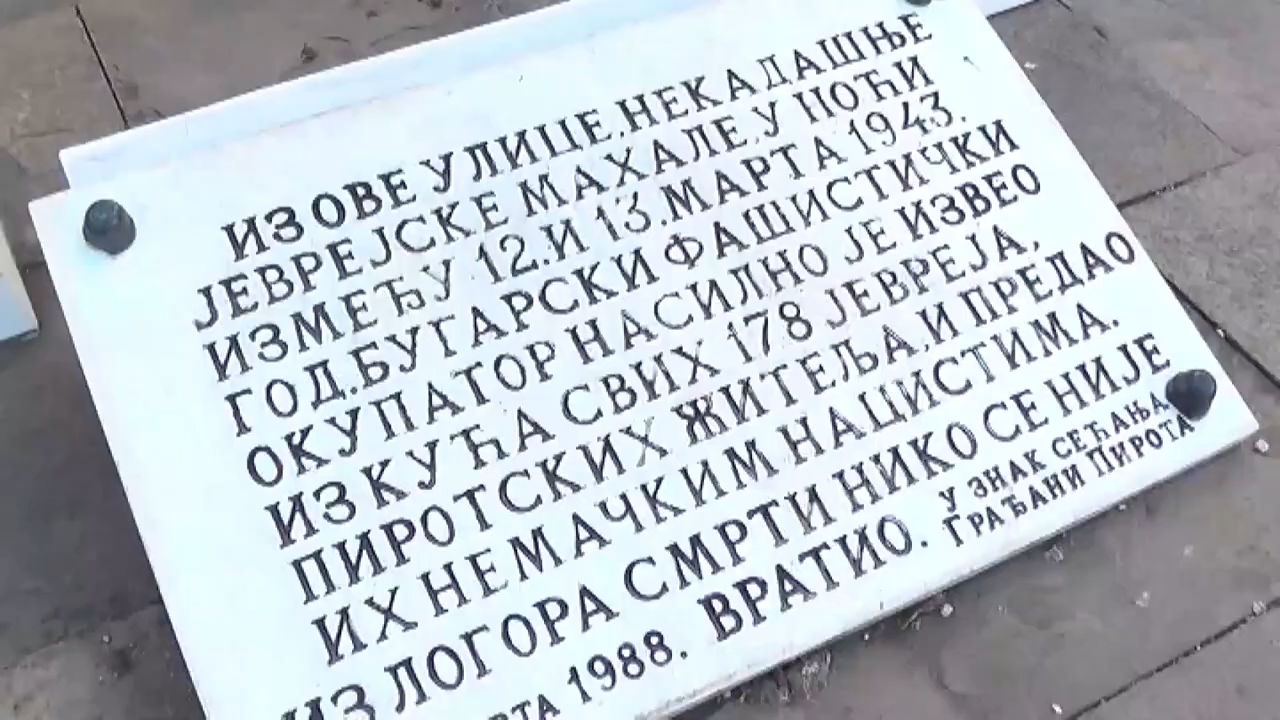 ИЗ ОВЕ УЛИЦЕ, НЕКАДАШЊЕ
ЈЕВРЕЈСКЕ МАХАЛЕ, У ПОЋИ
ИЗМЕЂУ 12. И 13. МАРТА 1943.
ГОД. БУГАРСКИ ФАШИСТИЧКИ
ОКУПАТОР НАСИЛНО ЈЕ ИЗВЕО
ИЗ КУЋА СВИХ 178 ЈЕВРЕЈА,
ПИРОТСКИХ ЖИТЕЉА, И ПРЕДАО
ИХ НЕМАЧКИМ НАЦИСТИМА.
ИЗ ЛОГОРА СМРТИ НИКО СЕ НИЈЕ
ВРАТИО.
У ЗНАК СЕЋАЊА,
ГРАЂАНИ ПИРОТА
1988.